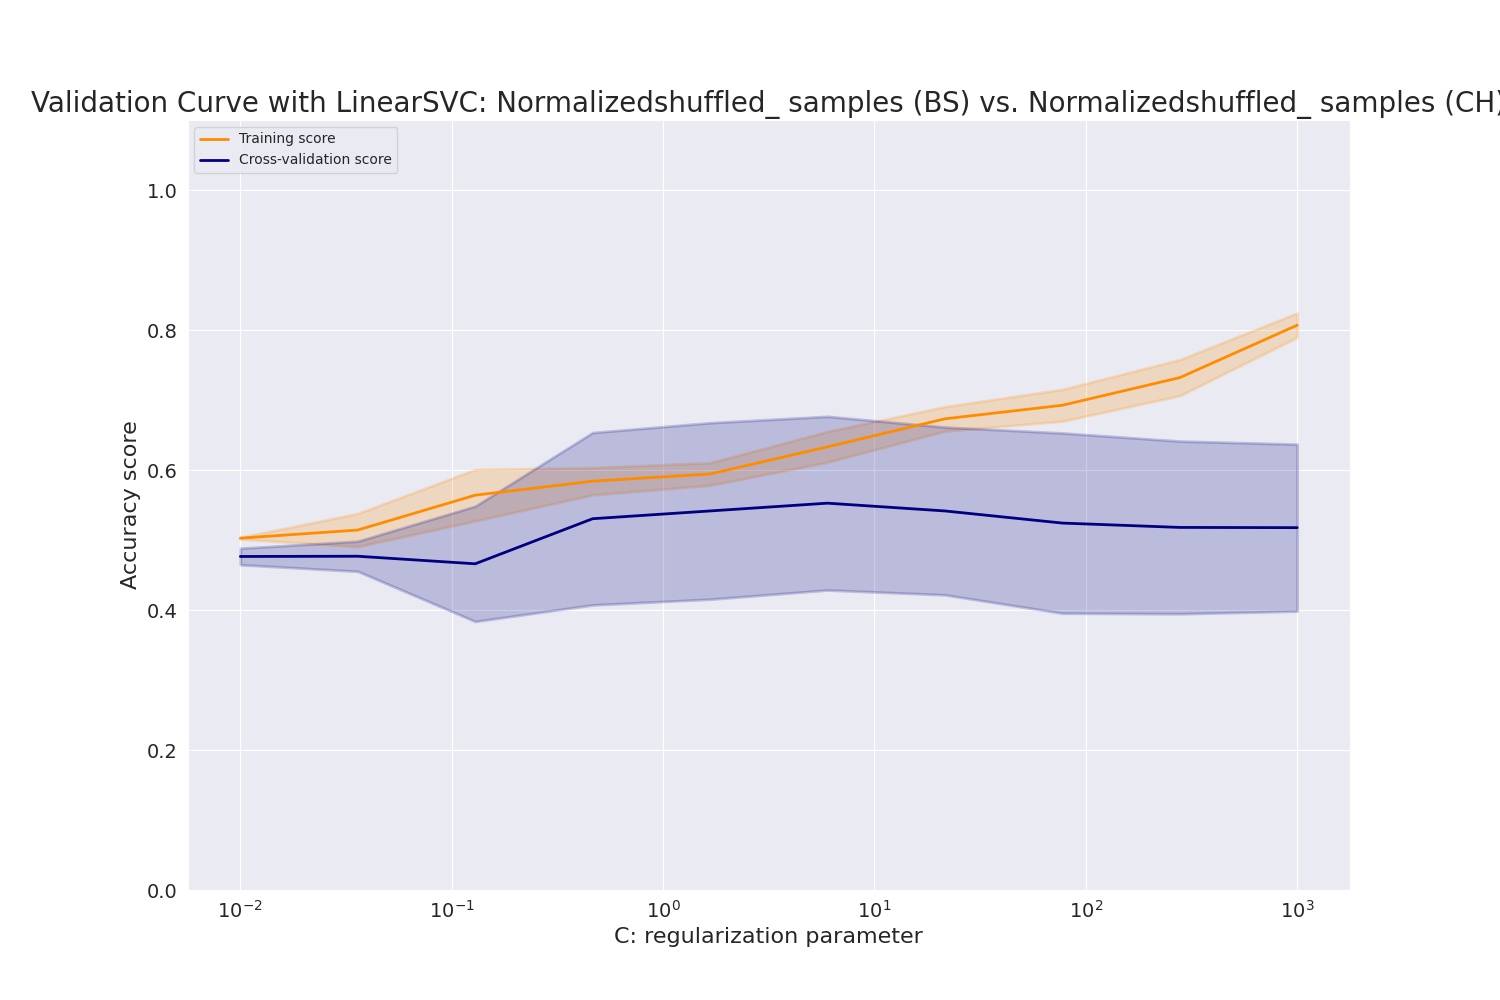 Validation Curve with LinearSVC: Normalizedshuffled_ samples (BS) vs. Normalizedshuffled_ samples (CH)
Training score
Cross-validation score
1.0
0.8
0.6
0.4
0.2
0.0
Accuracy score
10⁻² 10⁻¹ 10⁰ 10¹ 10² 10³
C: regularization parameter